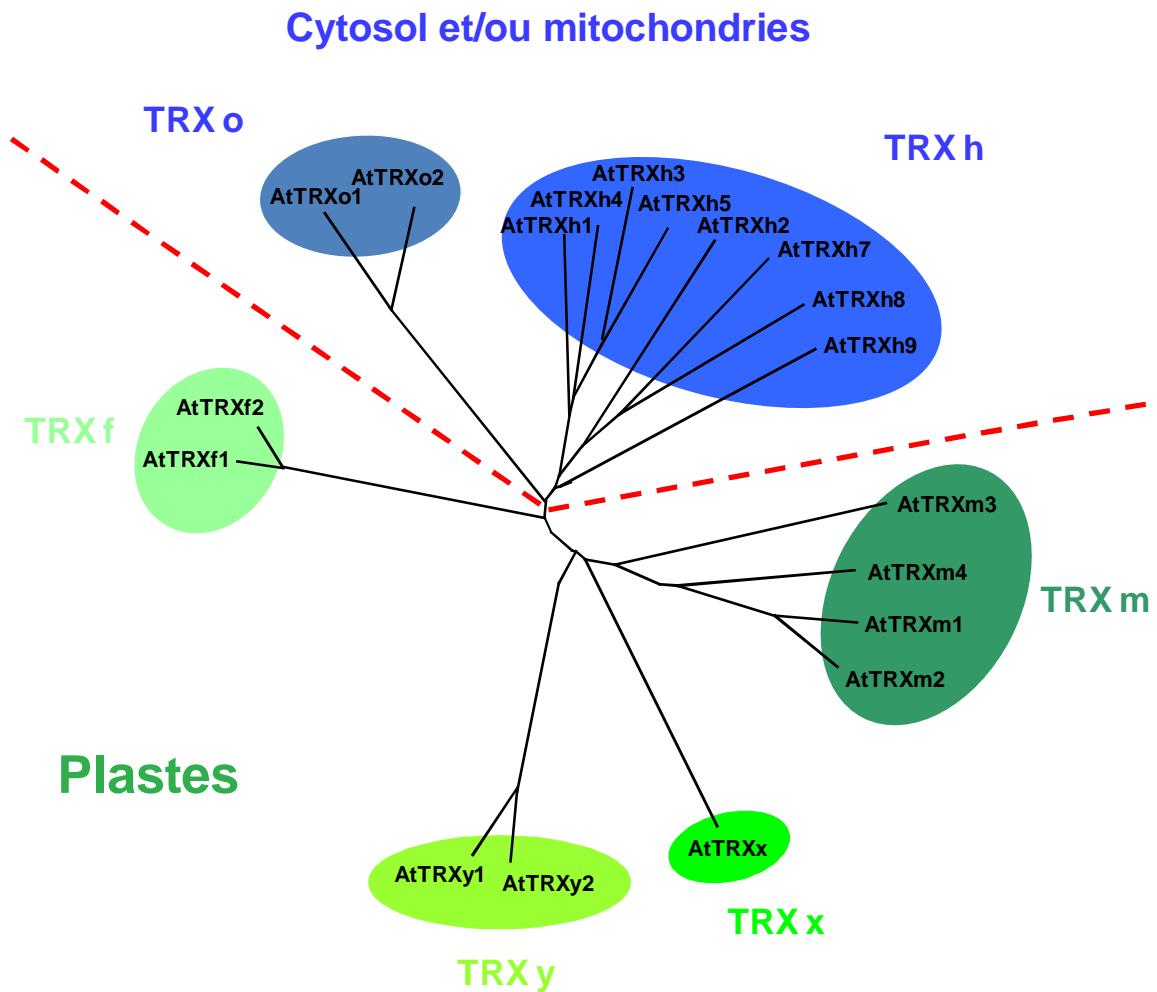 Cytosol et/ou mitochondries
TRX o
TRX h
AtTRXo2
AtTRXo1
AtTRXh3
AtTRXh4
AtTRXh5
AtTRXh1
AtTRXh2
AtTRXh7
AtTRXh8
AtTRXh9
TRX f
AtTRXf2
AtTRXf1
AtTRXm3
AtTRXm4
TRX m
AtTRXm1
AtTRXm2
Plastes
AtTRXx
AtTRXy1
AtTRXy2
TRX x
TRX y